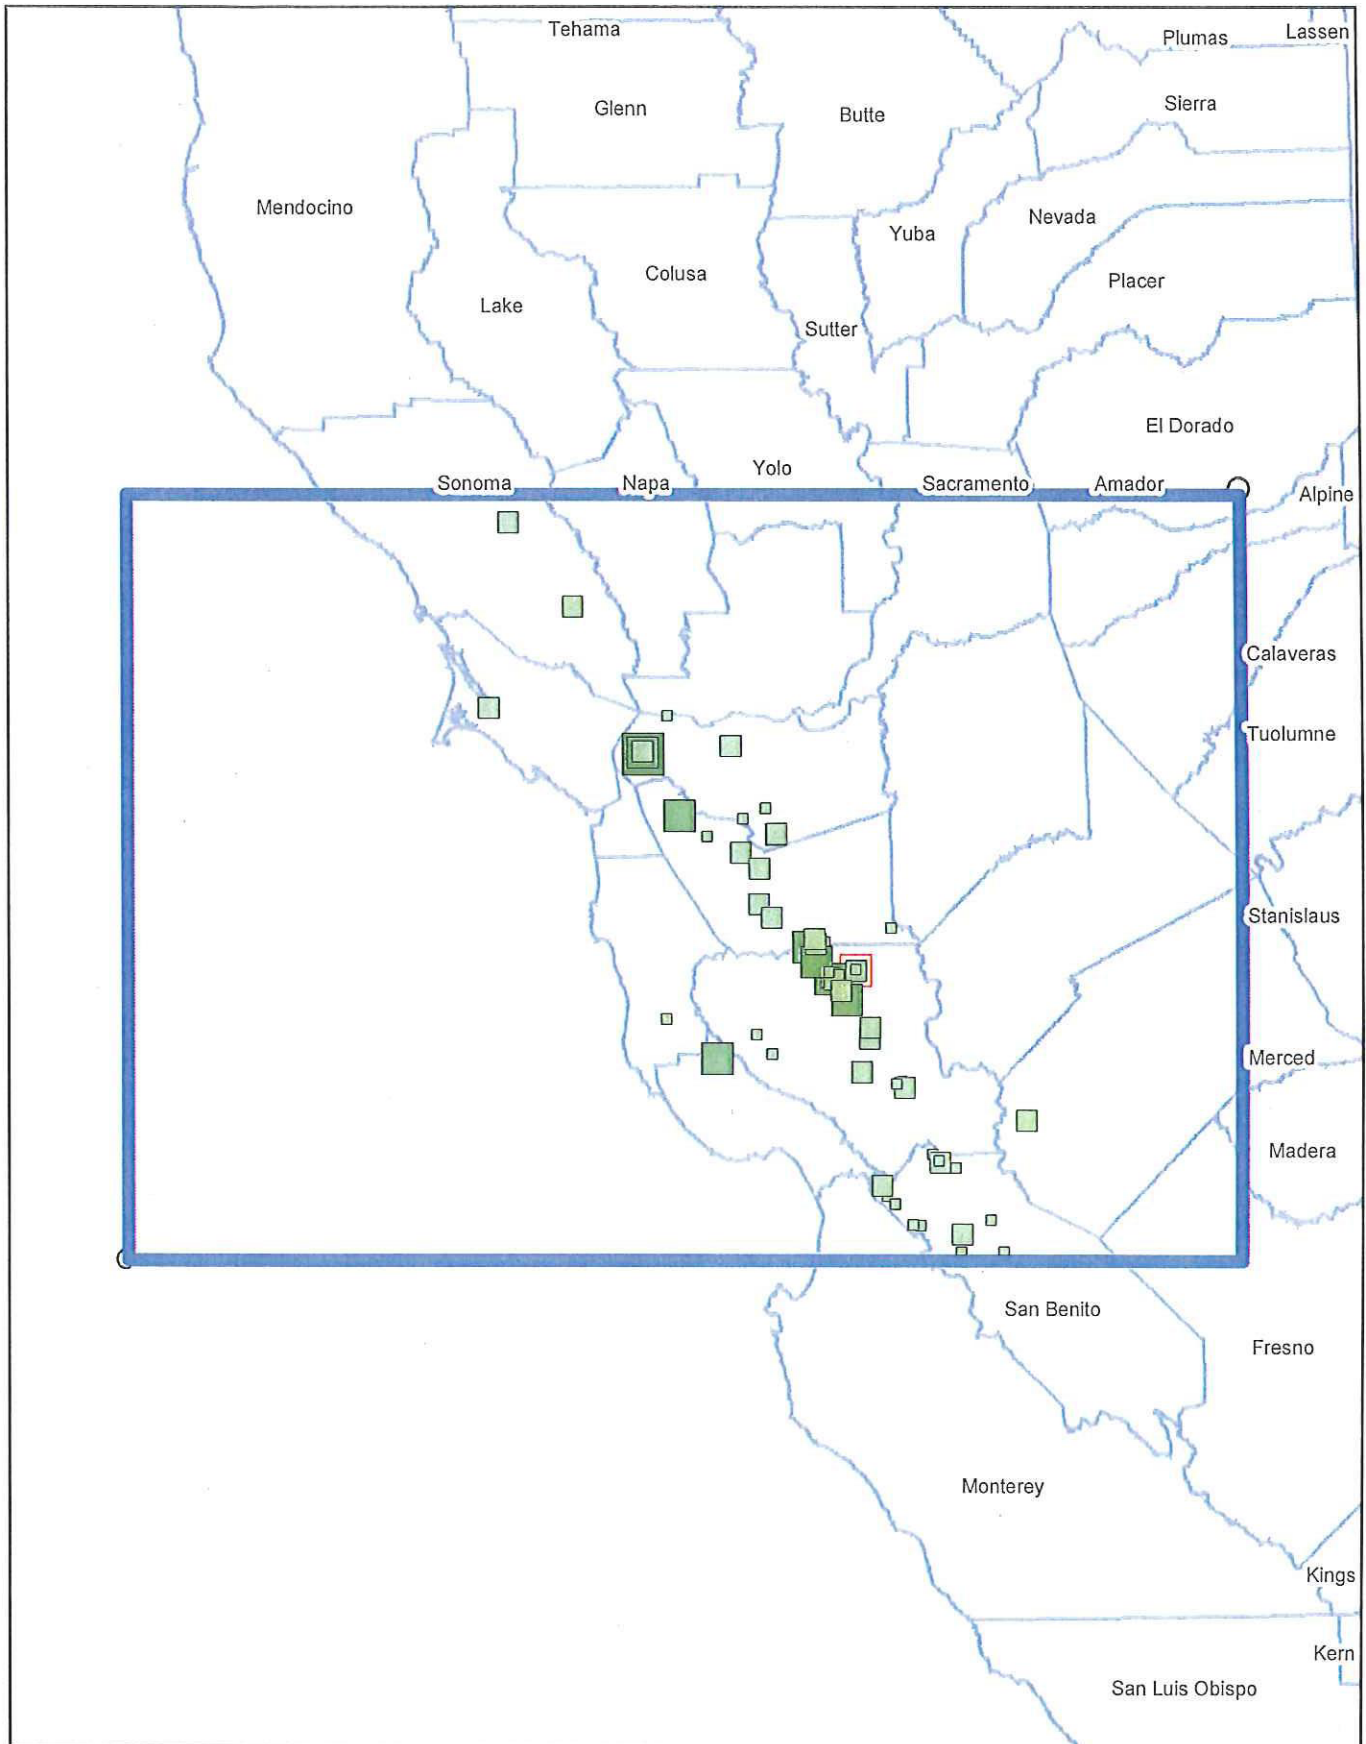 Tehama
Plumas
Lassen
Glenn
Butte
Sierra
Mendocino
Nevada
Yuba
Colusa
Placer
Lake
Sutter
El Dorado
Yolo
Sonoma
Napa
Sacramento
Amador
Alpine
Calaveras
Tuolumne
Stanislaus
Merced
Madera
San Benito
Fresno
Monterey
Kings
Kern
San Luis Obispo